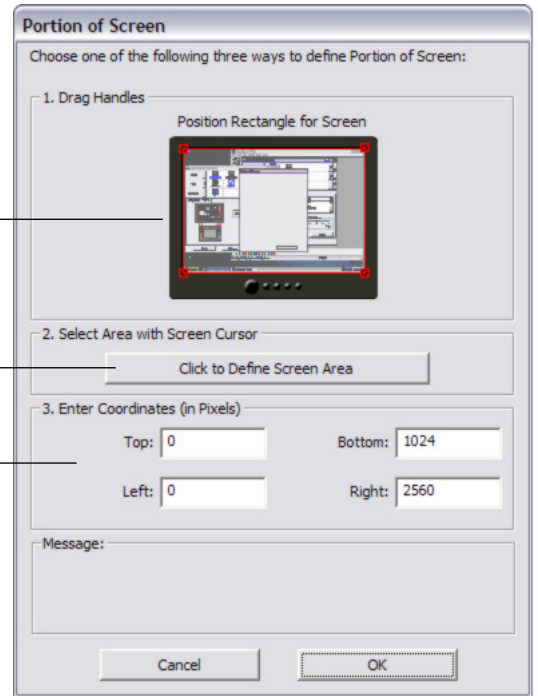 Portion of Screen
Choose one of the following three ways to define Portion of Screen:
1. Drag Handles
Position Rectangle for Screen
2. Select Area with Screen Cursor
Click to Define Screen Area
3. Enter Coordinates (in Pixels)
Top: 0 Bottom: 1024
Left: 0 Right: 2560
Message:
Cancel OK